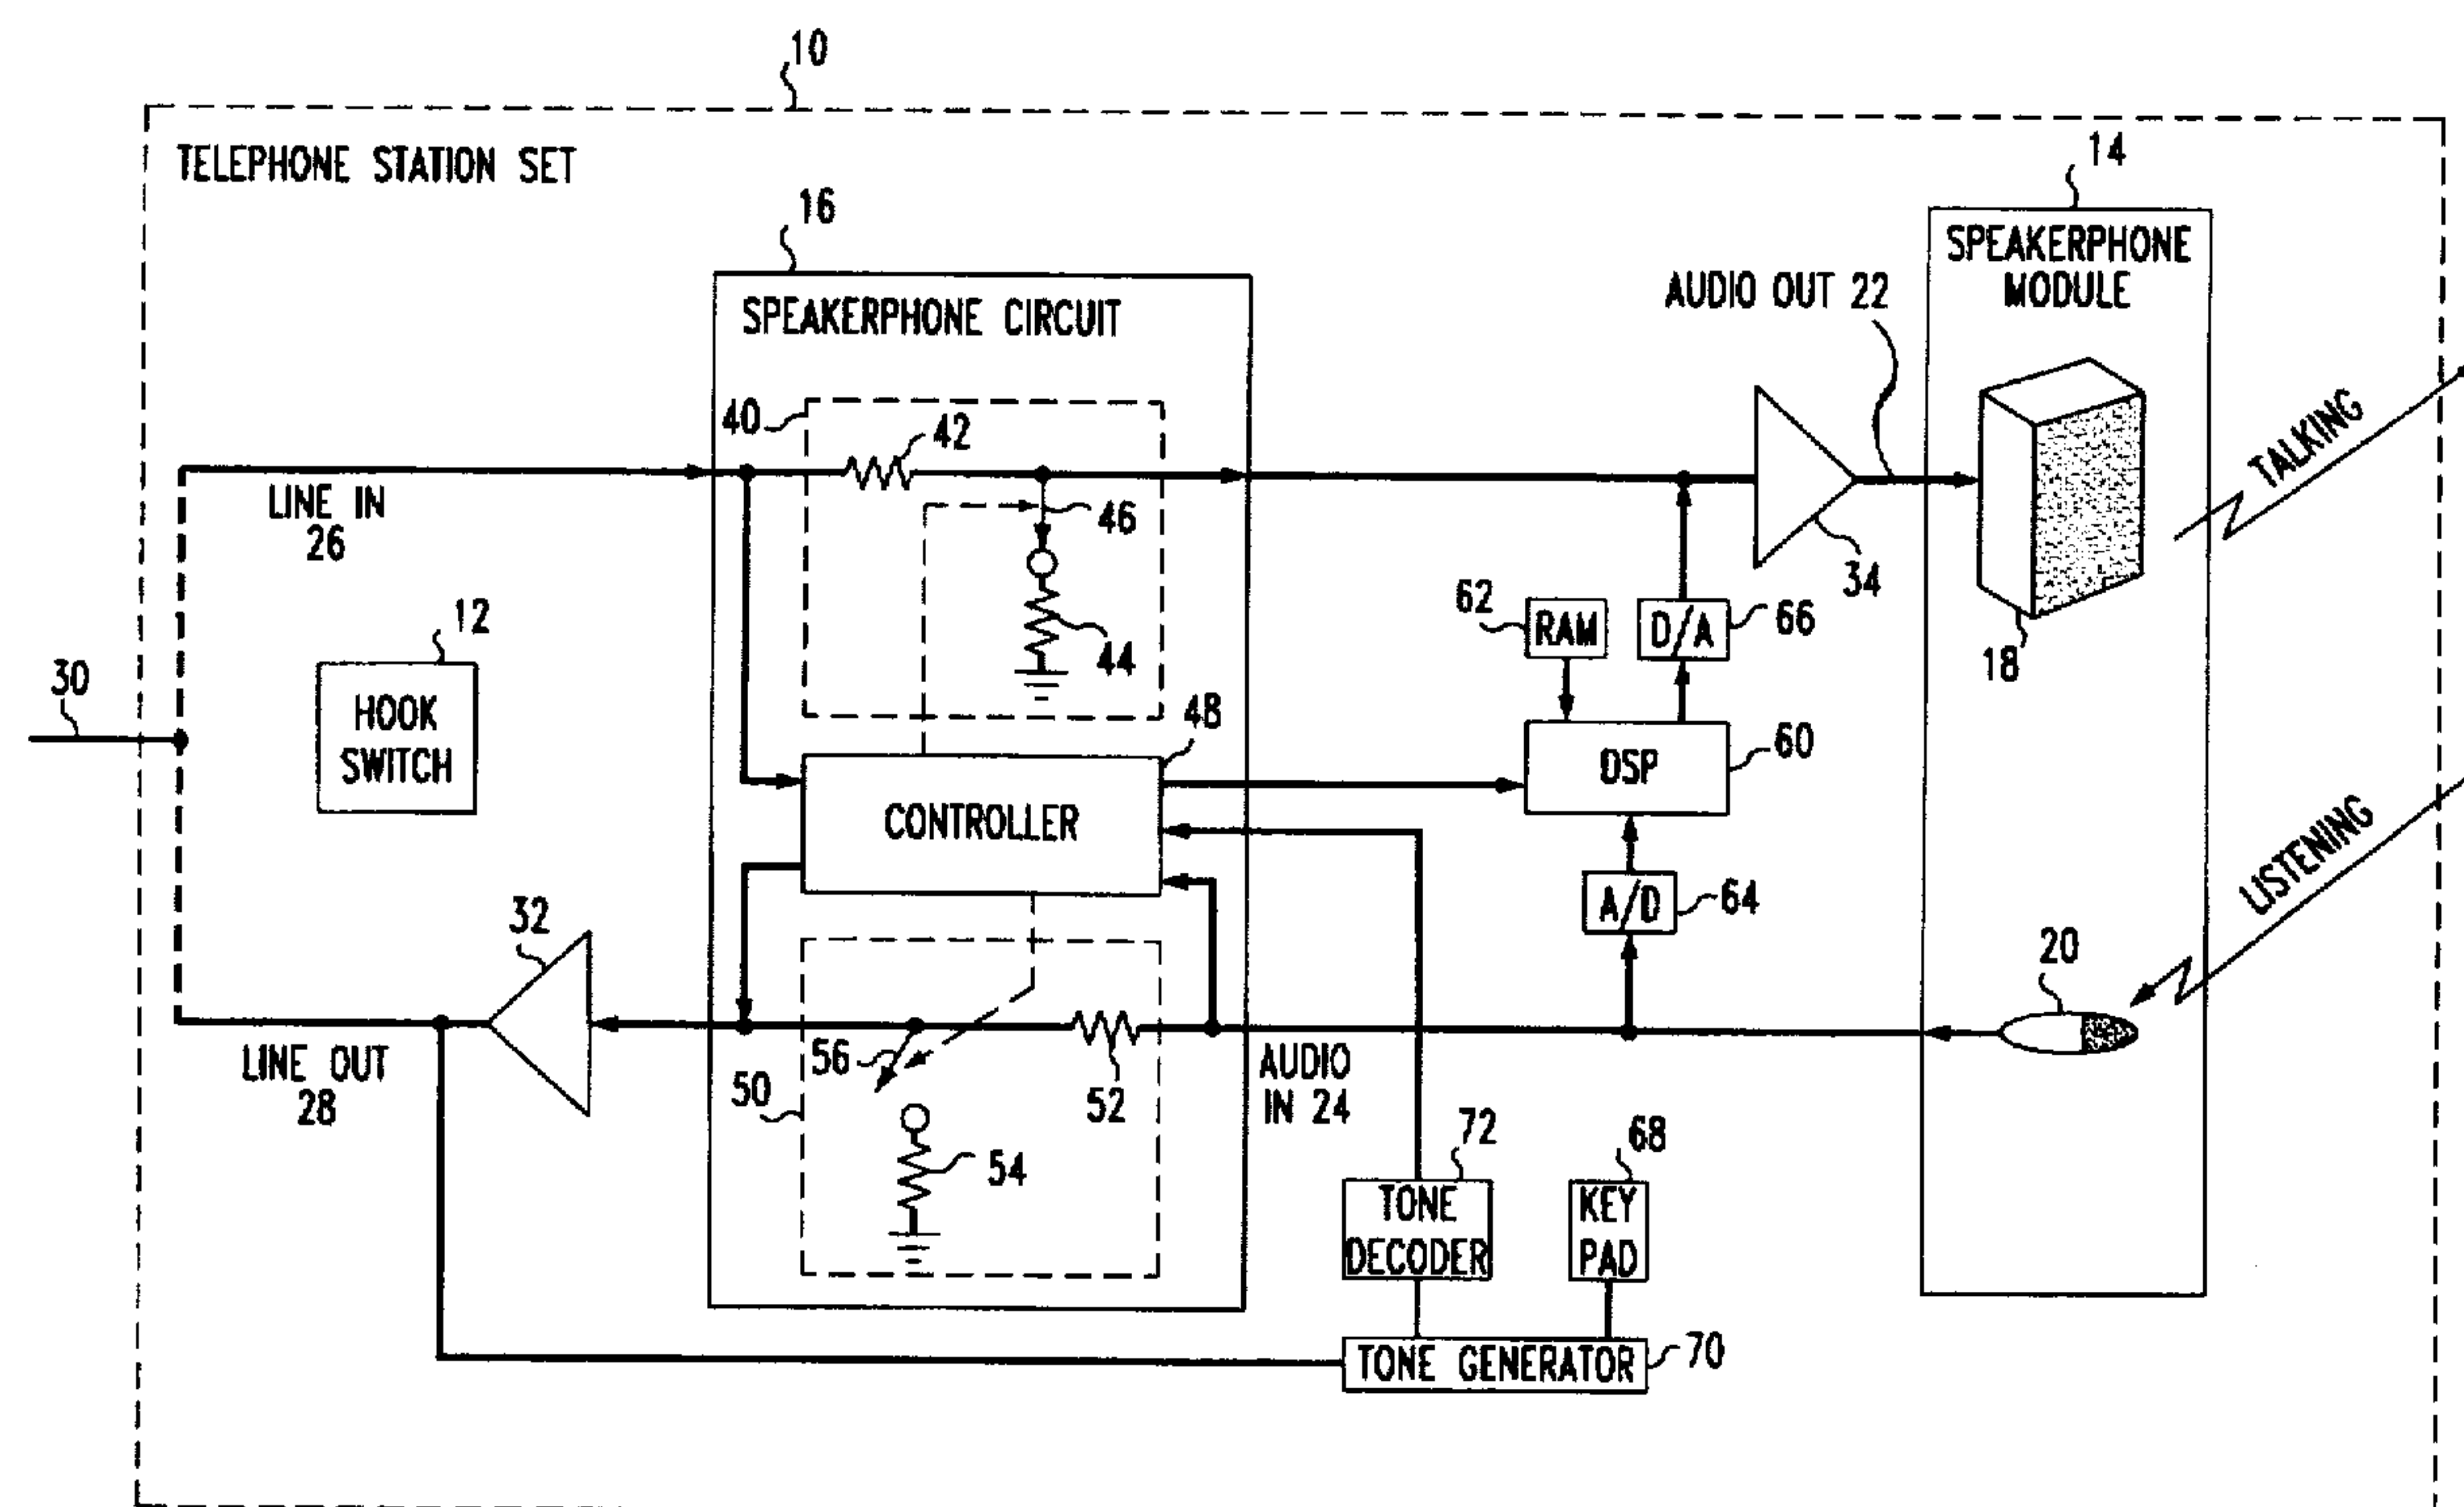 10
TELEPHONE STATION SET
14
16
SPEAKERPHONE
MODULE
SPEAKERPHONE CIRCUIT
AUDIO OUT 22
40
42
TALKING
LINE IN
26
46
34
62
RAM
D/A
66
12
44
18
30
HOOK
SWITCH
48
DSP
60
CONTROLLER
LISTENING
A/D
64
32
20
LINE OUT
28
56
50
52
AUDIO
IN 24
54
72
68
TONE
DECODER
KEY
PAD
TONE GENERATOR
70